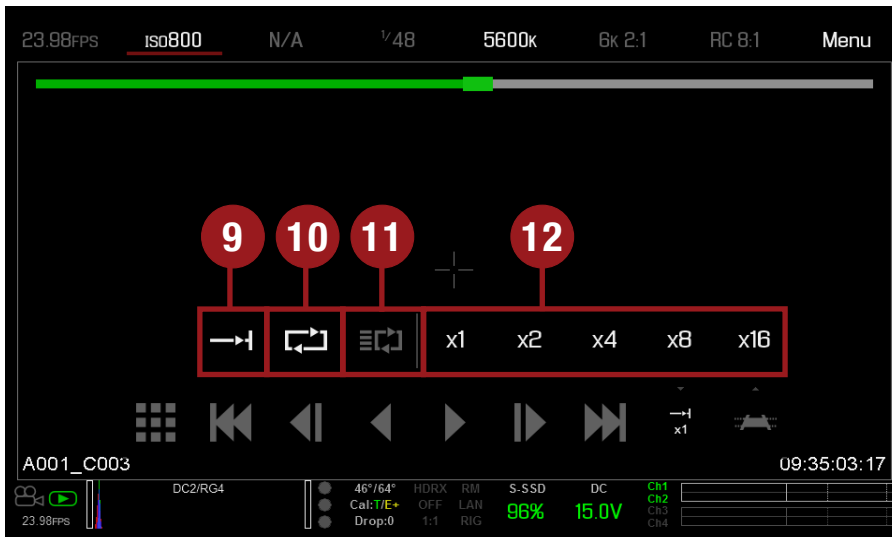 23.98FPS ISO800 N/A 1/48 5600K 6K 2:1 RC 8:1 Menu
9 10 11 12
x1 x2 x4 x8 x16
x1
A001_C003 09:35:03:17
DC2/RG4 46°/64° HDRX RM S-SSD DC Ch1
Ch2
Cal:T/E+ OFF LAN 96% 15.0V Ch3
23.98FPS Drop:0 1:1 RIG Ch4